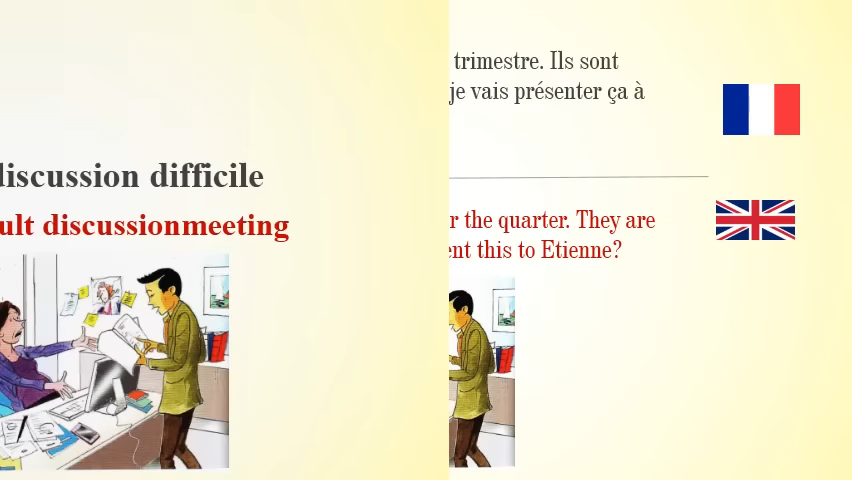 discussion difficile
ult discussionmeeting
trimestre. Ils sont
je vais présenter ça à
r the quarter. They are
ent this to Etienne?